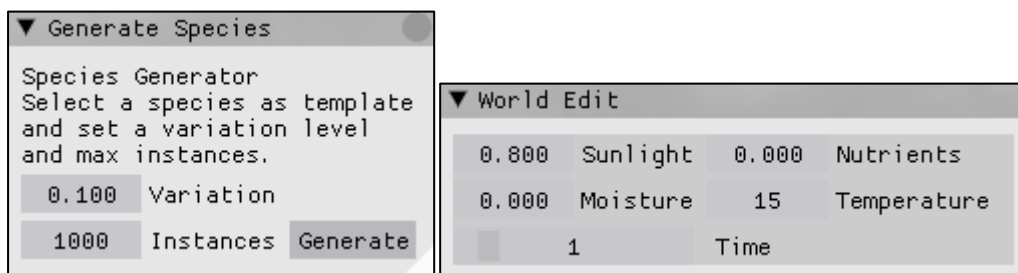 Generate Species
Species Generator
Select a species as template
and set a variation level
and max instances.
0.100 Variation
1000 Instances Generate
World Edit
0.800 Sunlight 0.000 Nutrients
0.000 Moisture 15 Temperature
1 Time